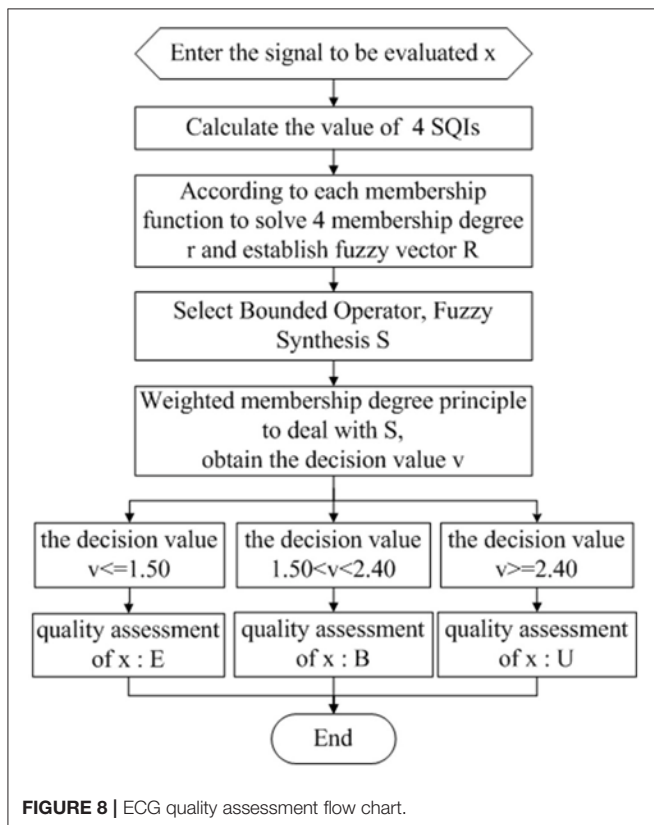 Enter the signal to be evaluated x
Calculate the value of 4 SQIs
According to each membership
function to solve 4 membership degree
r and establish fuzzy vector R
Select Bounded Operator, Fuzzy
Synthesis S
Weighted membership degree principle
to deal with S,
obtain the decision value v
the decision value
v<=1.50
the decision value
1.50<v<2.40
the decision value
v>=2.40
quality assessment
of x : E
quality assessment
of x : B
quality assessment
of x : U
End
FIGURE 8 | ECG quality assessment flow chart.